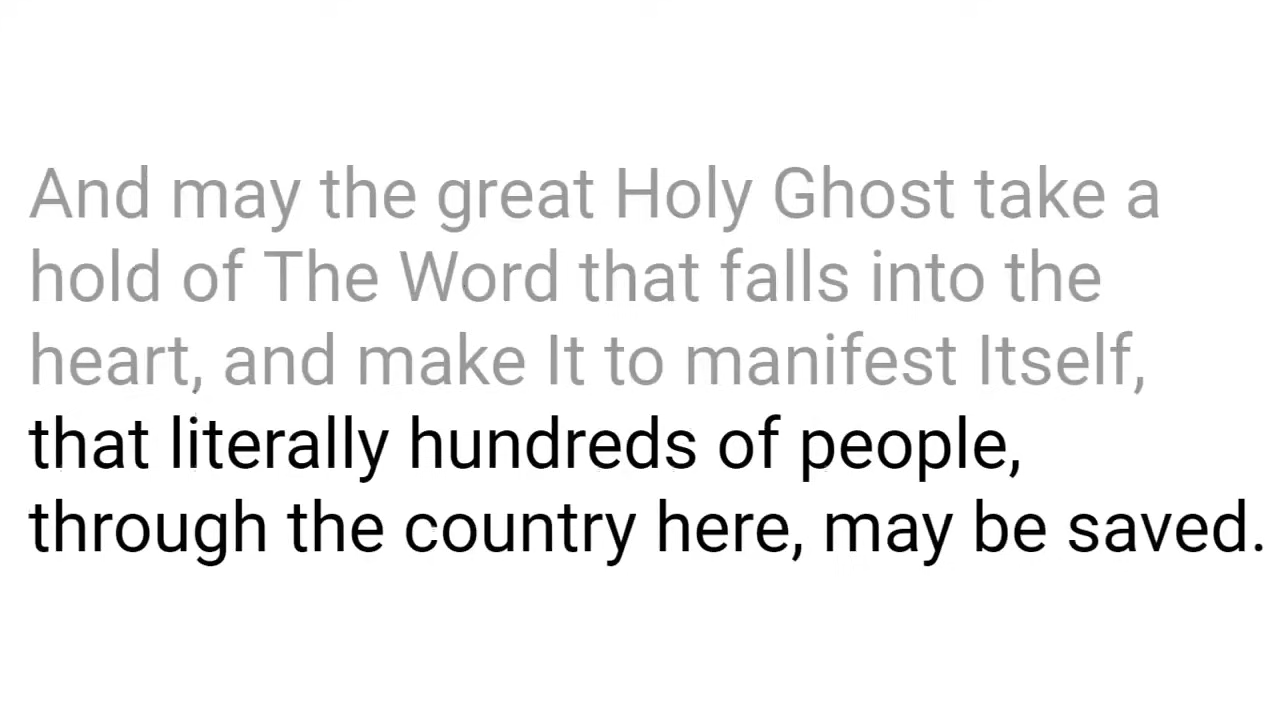 And may the great Holy Ghost take a
hold of The Word that falls into the
heart, and make It to manifest Itself,
that literally hundreds of people,
through the country here, may be saved.